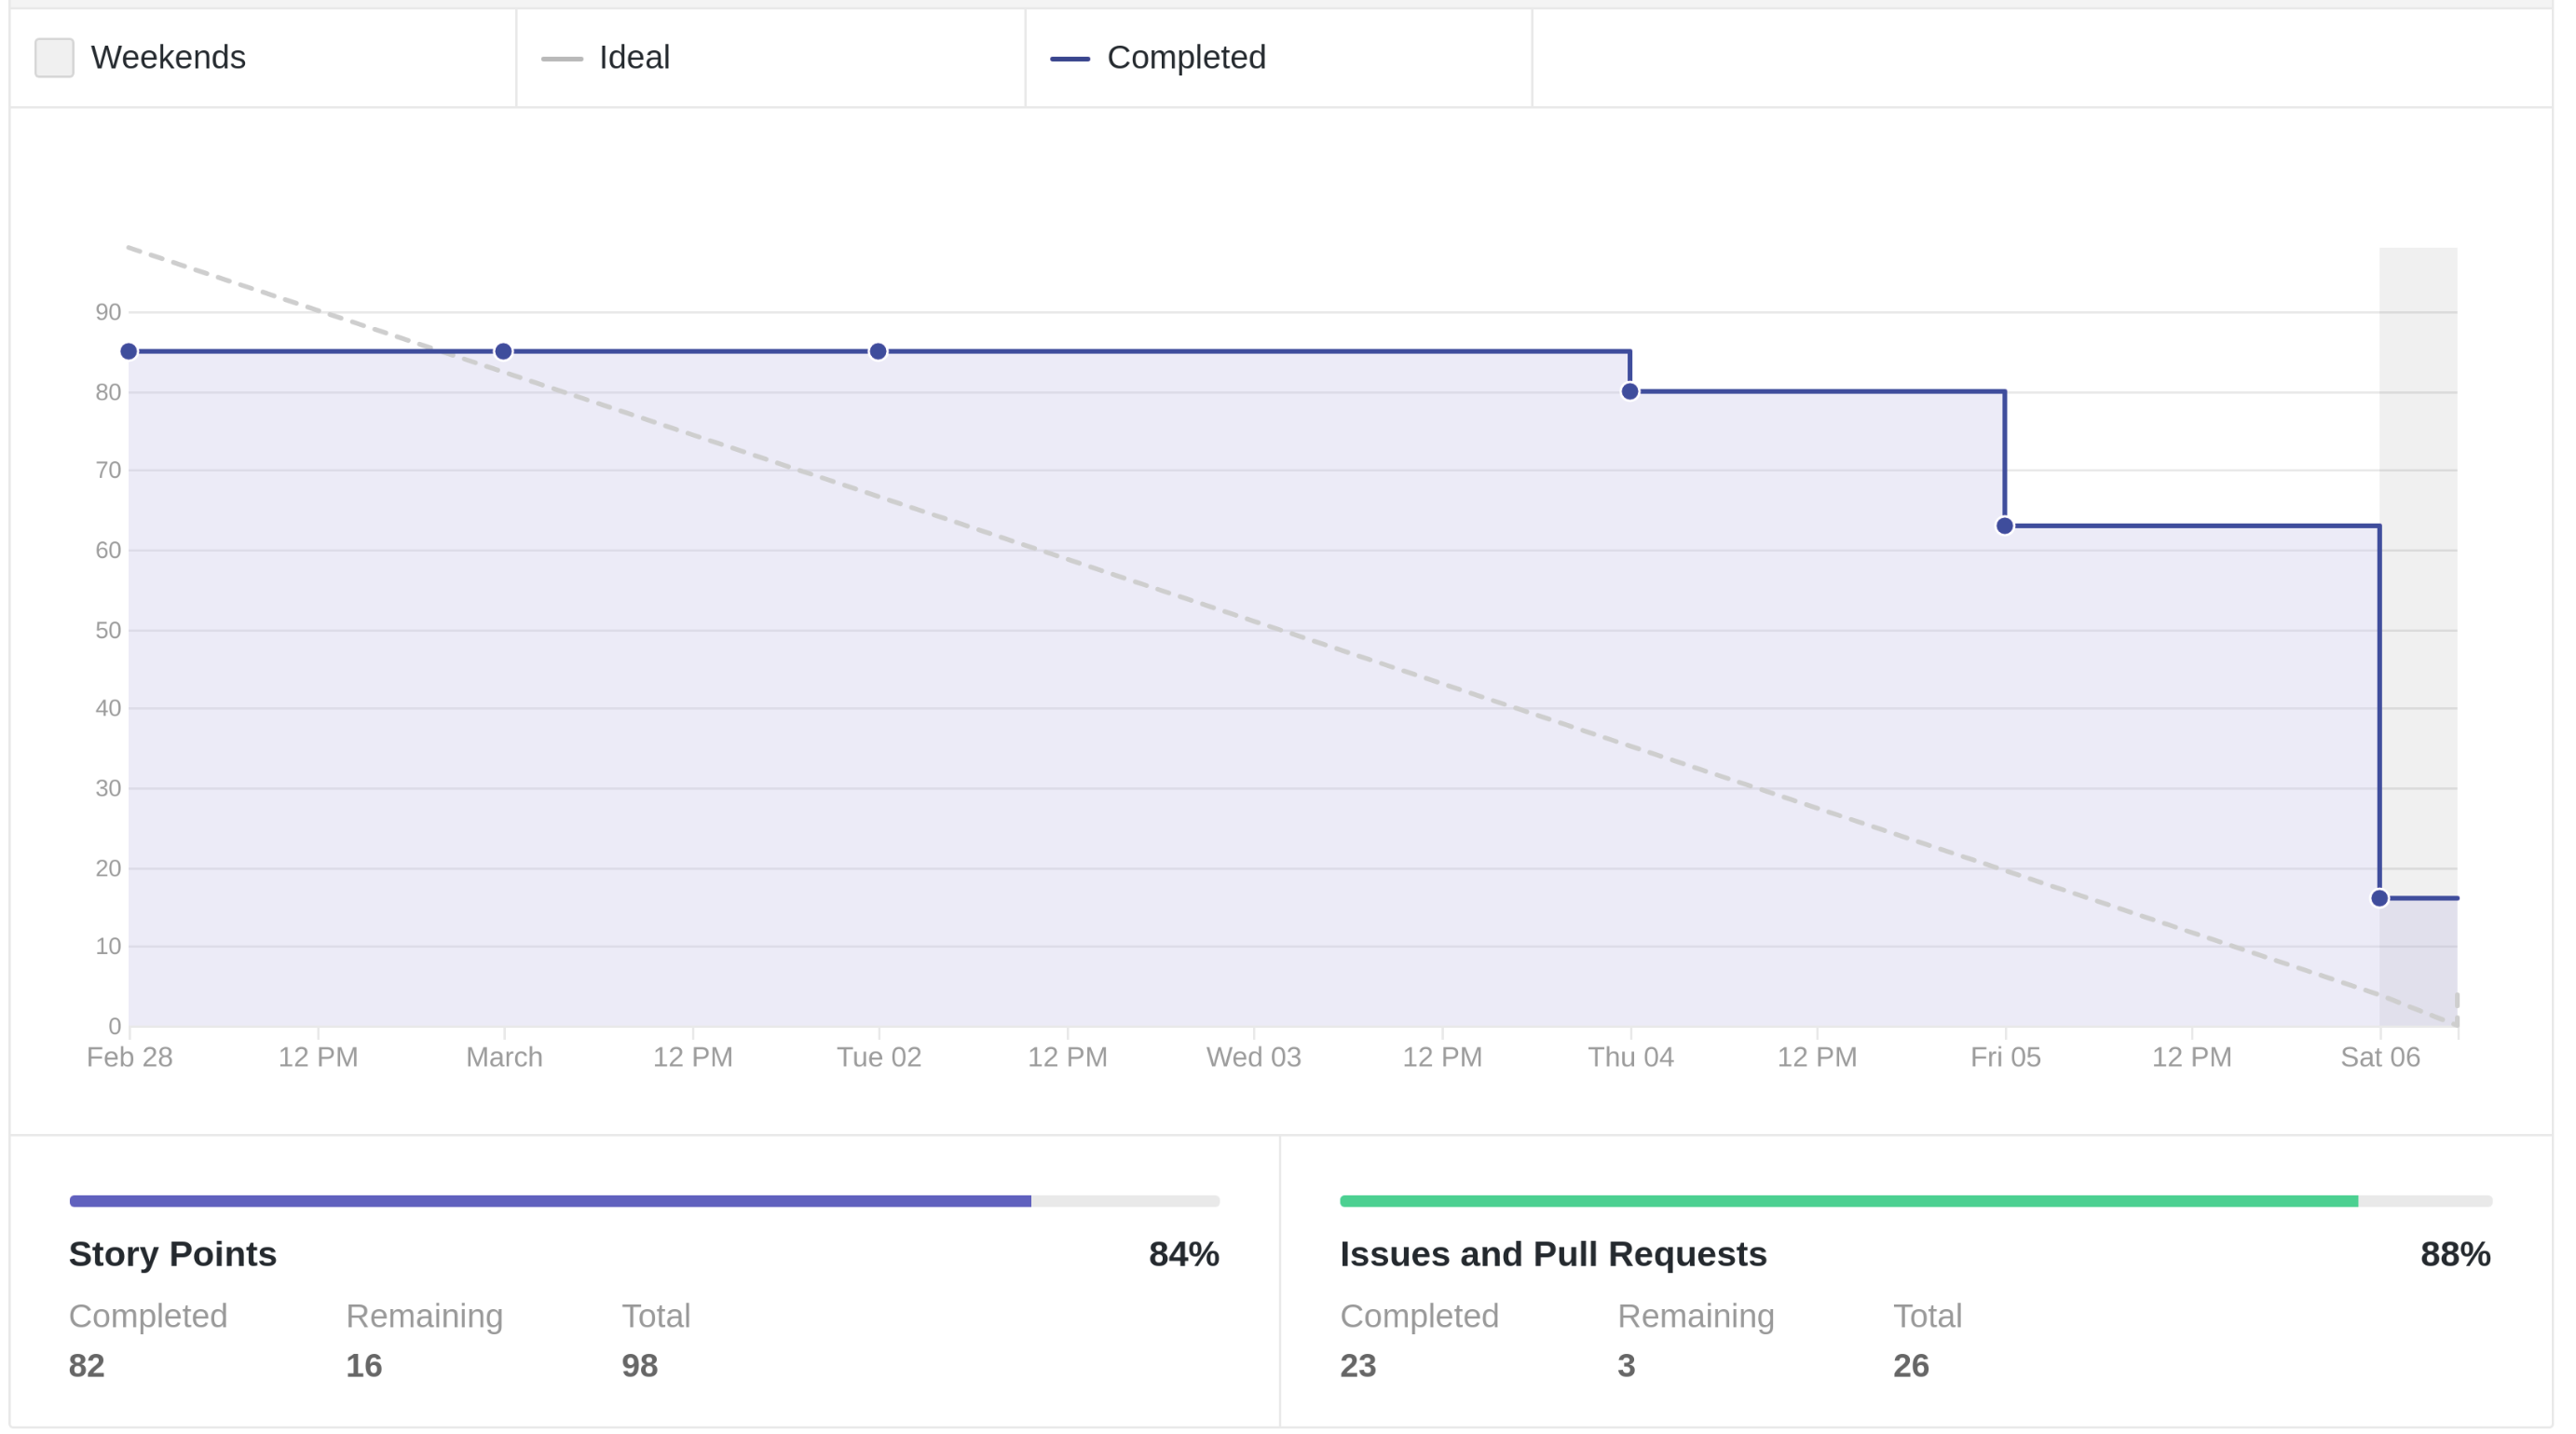 Weekends Ideal Completed
90
80
70
60
50
40
30
20
10
0
Feb 28 12 PM March 12 PM Tue 02 12 PM Wed 03 12 PM Thu 04 12 PM Fri 05 12 PM Sat 06
Story Points 84%
Completed Remaining Total
82 16 98
Issues and Pull Requests 88%
Completed Remaining Total
23 3 26